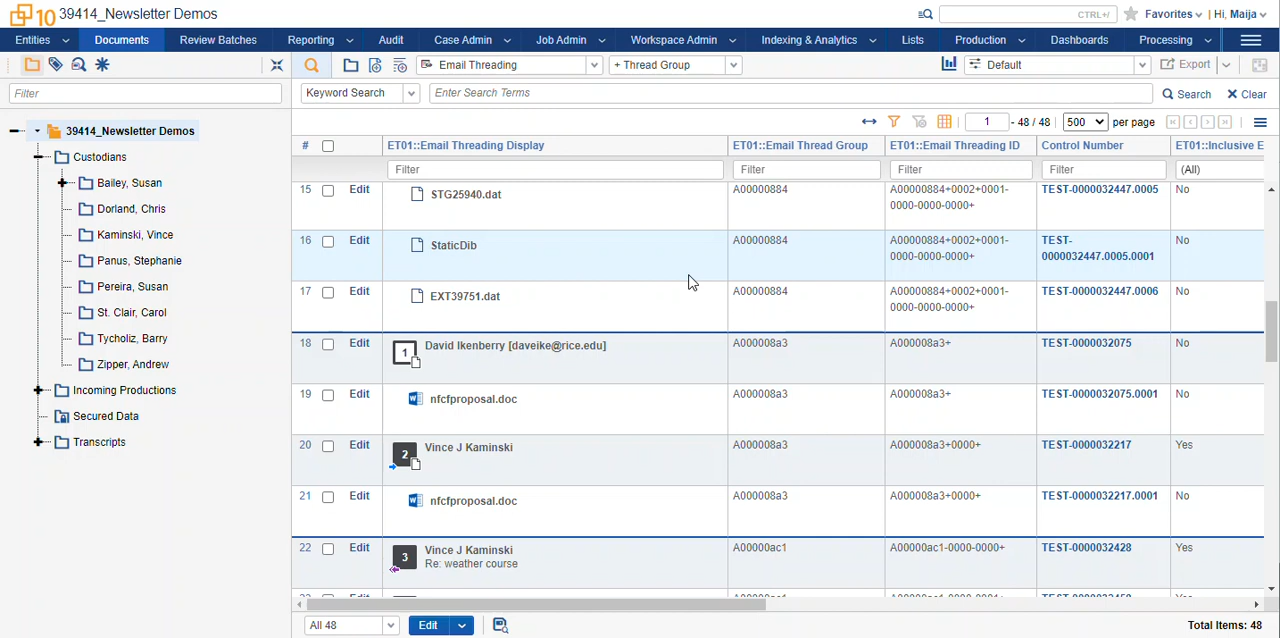 10 39414_Newsletter Demos
CTRL+/
Favorites
Hi, Maija
Entities Documents Review Batches Reporting Audit Case Admin Job Admin Workspace Admin Indexing & Analytics Lists Production Dashboards Processing
Email Threading
+ Thread Group
Default
Export
Filter
Keyword Search
Enter Search Terms
Search
Clear
39414_Newsletter Demos
Custodians
Bailey, Susan
Dorland, Chris
Kaminski, Vince
Panus, Stephanie
Pereira, Susan
St. Clair, Carol
Tycholiz, Barry
Zipper, Andrew
Incoming Productions
Secured Data
Transcripts
1 - 48 / 48 500 per page
# ET01::Email Threading Display ET01::Email Thread Group ET01::Email Threading ID Control Number ET01::Inclusive E
Filter Filter Filter Filter (All)
15 Edit STG25940.dat A00000884 A00000884+0002+0001- TEST-0000032447.0005 No
0000-0000-0000+
16 Edit StaticDib A00000884 A00000884+0002+0001- TEST- No
0000-0000-0000+ 0000032447.0005.0001
17 Edit EXT39751.dat A00000884 A00000884+0002+0001- TEST-0000032447.0006 No
0000-0000-0000+
18 Edit 1 David Ikenberry [daveike@rice.edu] A000008a3 A000008a3+ TEST-0000032075 No
19 Edit nfcfproposal.doc A000008a3 A000008a3+ TEST-0000032075.0001 No
20 Edit 2 Vince J Kaminski A000008a3 A000008a3+0000+ TEST-0000032217 Yes
21 Edit nfcfproposal.doc A000008a3 A000008a3+0000+ TEST-0000032217.0001 No
22 Edit 3 Vince J Kaminski A00000ac1 A00000ac1-0000-0000+ TEST-0000032428 Yes
Re: weather course
All 48
Edit
Total Items: 48